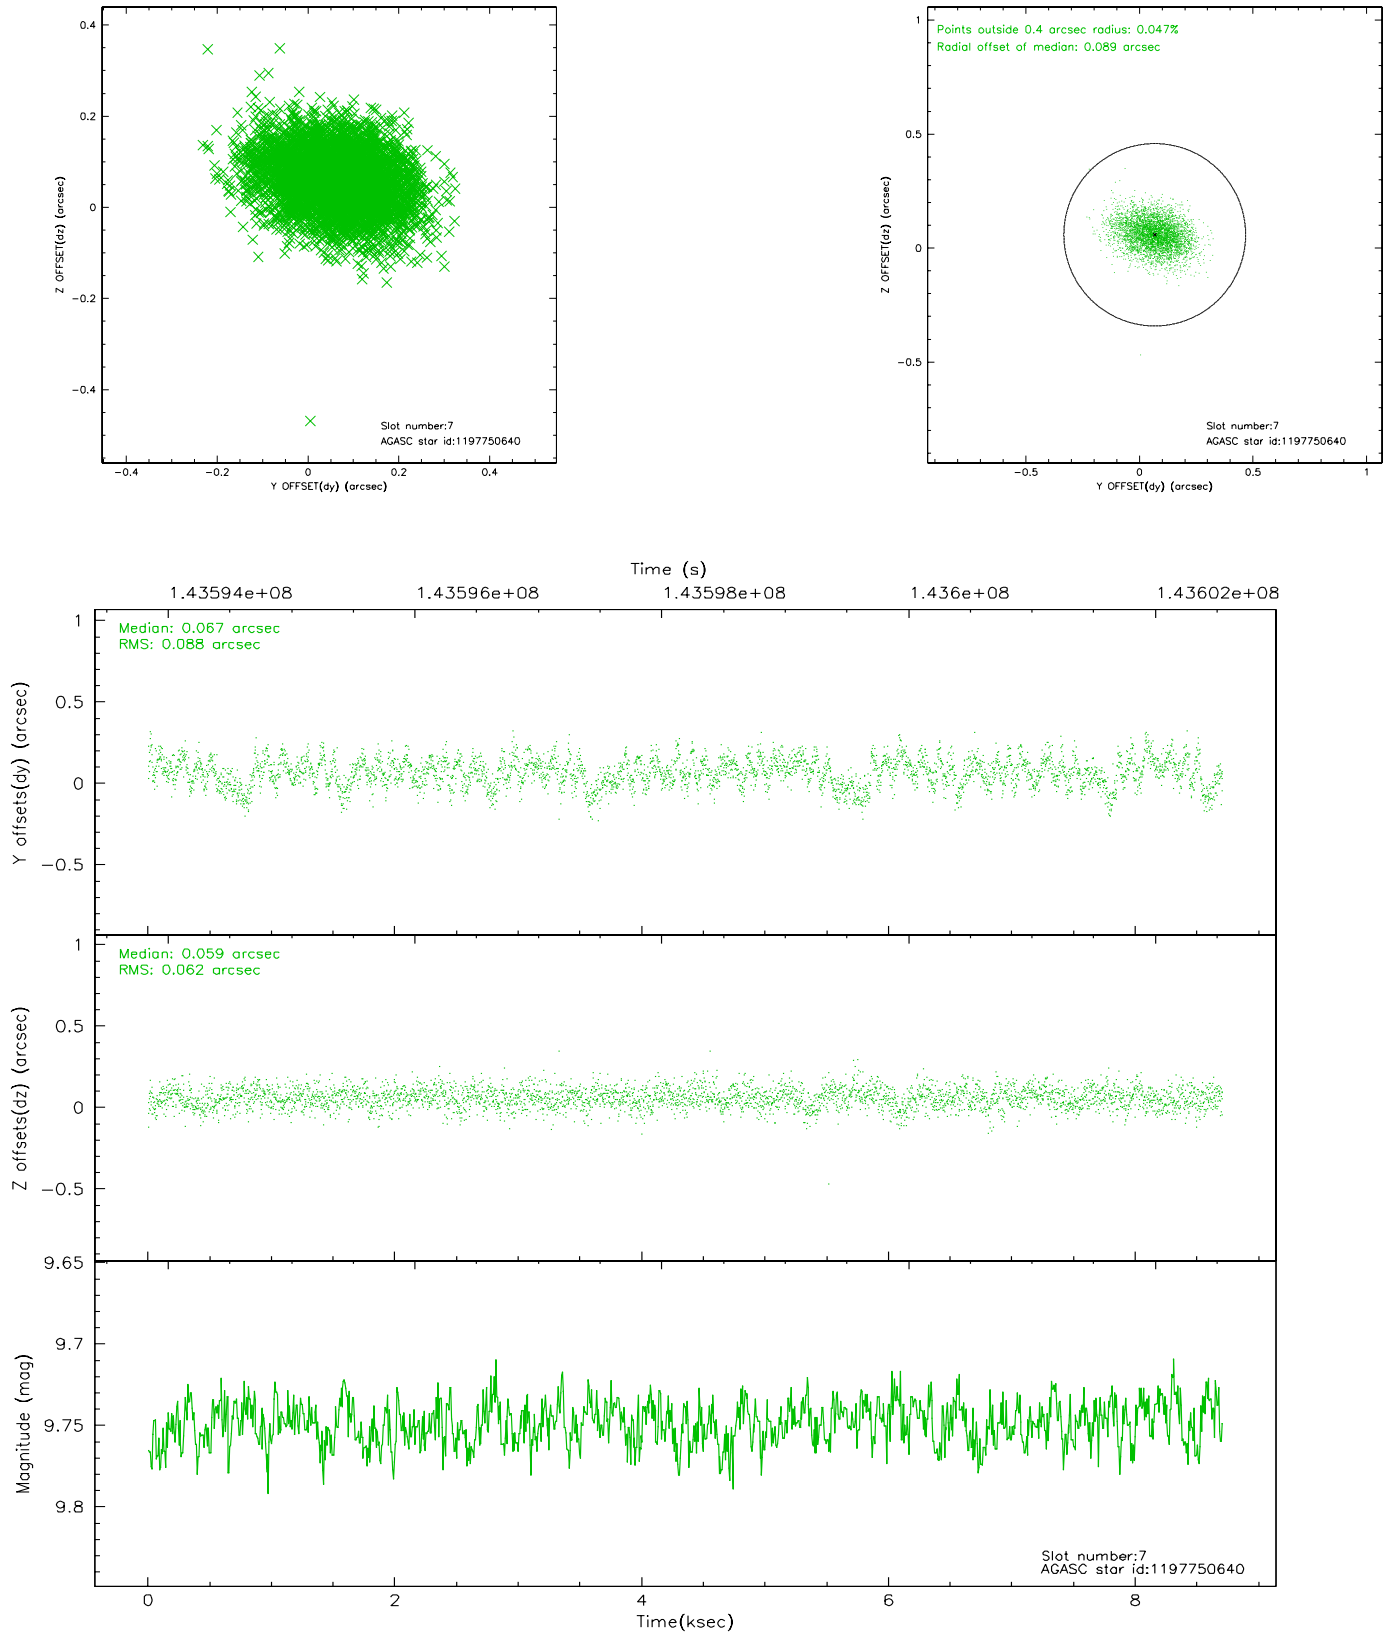 0.4
0.2
0
−0.2
−0.4
Z OFFSET(dz) (arcsec)
Slot number:7
AGASC star id:1197750640
−0.4
−0.2
0
0.2
0.4
Y OFFSET(dy) (arcsec)
Points outside 0.4 arcsec radius: 0.047%
Radial offset of median: 0.089 arcsec
1
0.5
0
−0.5
Z OFFSET(dz) (arcsec)
Slot number:7
AGASC star id:1197750640
−0.5
0
0.5
1
Y OFFSET(dy) (arcsec)
Time (s)
1.43594e+08
1.43596e+08
1.43598e+08
1.436e+08
1.43602e+08
Median: 0.067 arcsec
RMS: 0.088 arcsec
1
0.5
0
−0.5
Y offsets(dy) (arcsec)
Median: 0.059 arcsec
RMS: 0.062 arcsec
1
0.5
0
−0.5
Z offsets(dz) (arcsec)
9.65
9.7
9.75
9.8
Magnitude (mag)
Slot number:7
AGASC star id:1197750640
0
2
4
6
8
Time(ksec)